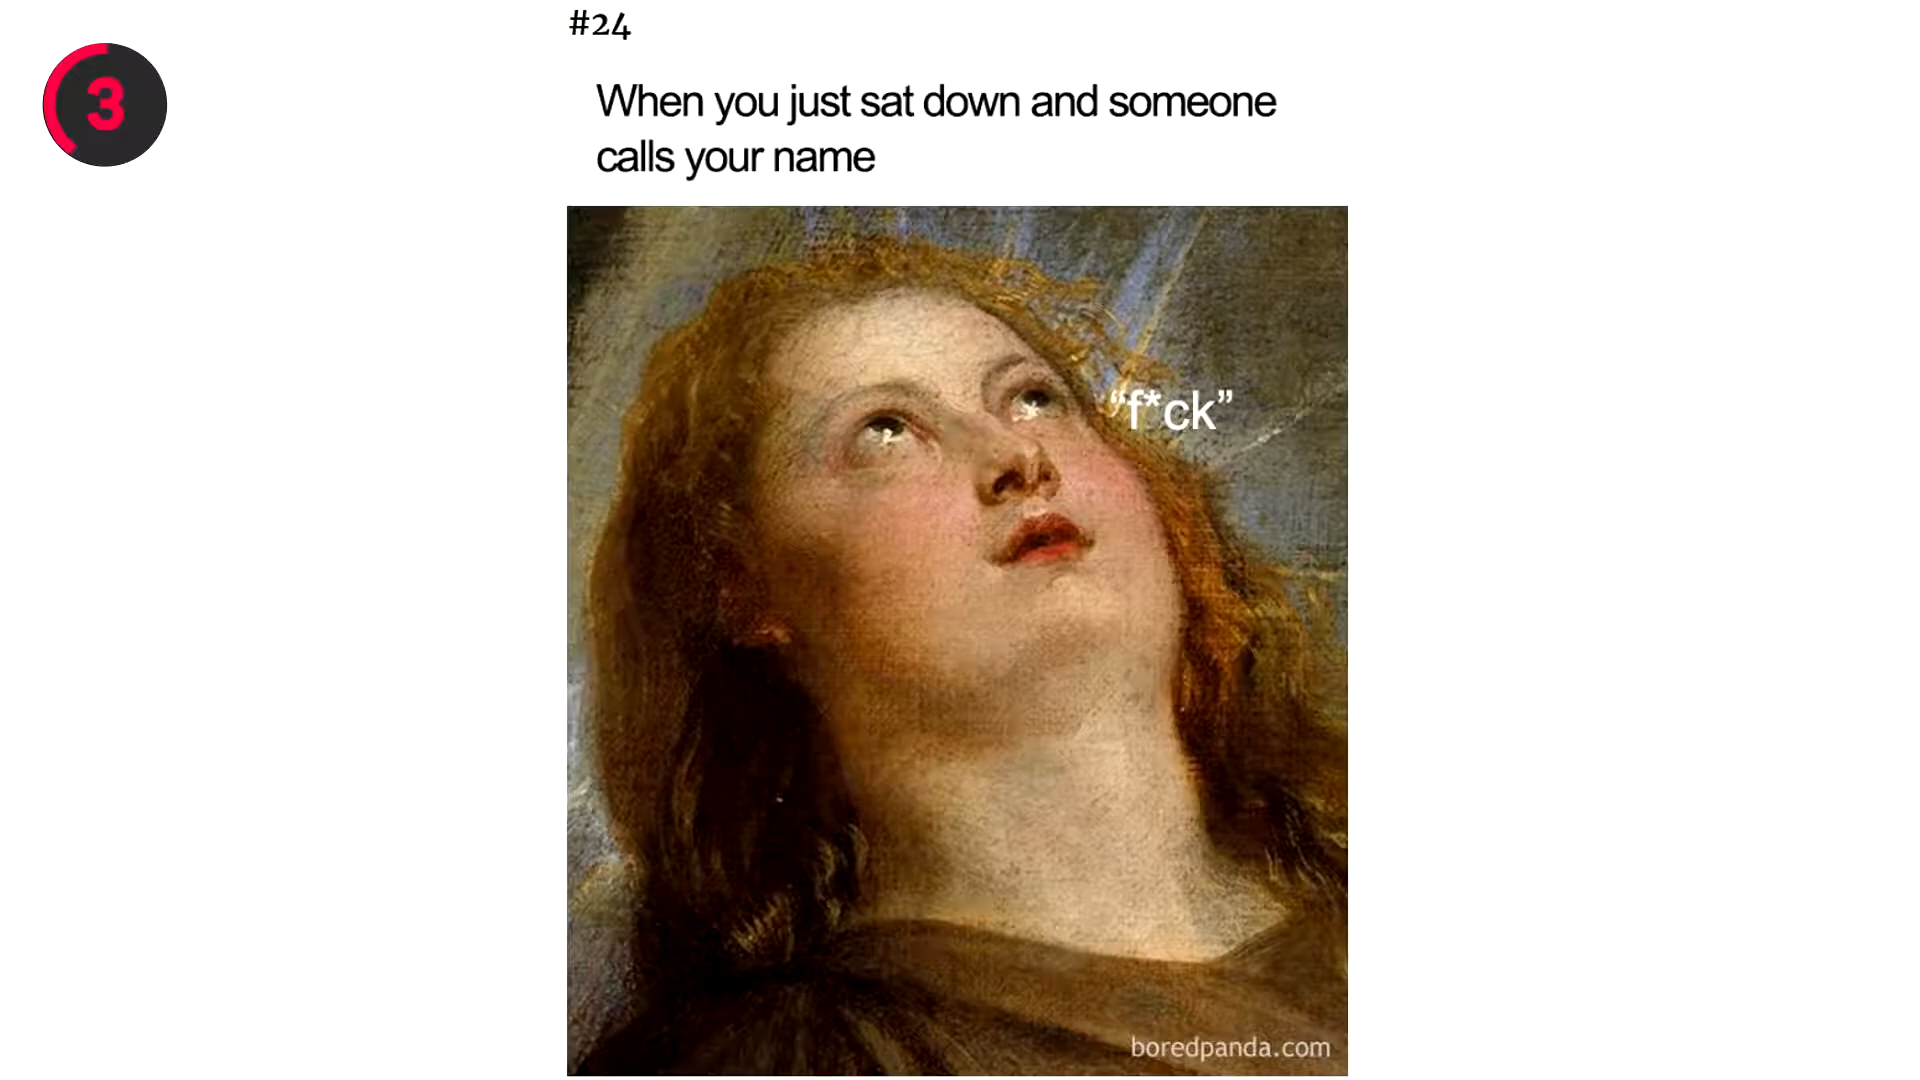 #24
3
When you just sat down and someone
calls your name
“f*ck”
boredpanda.com